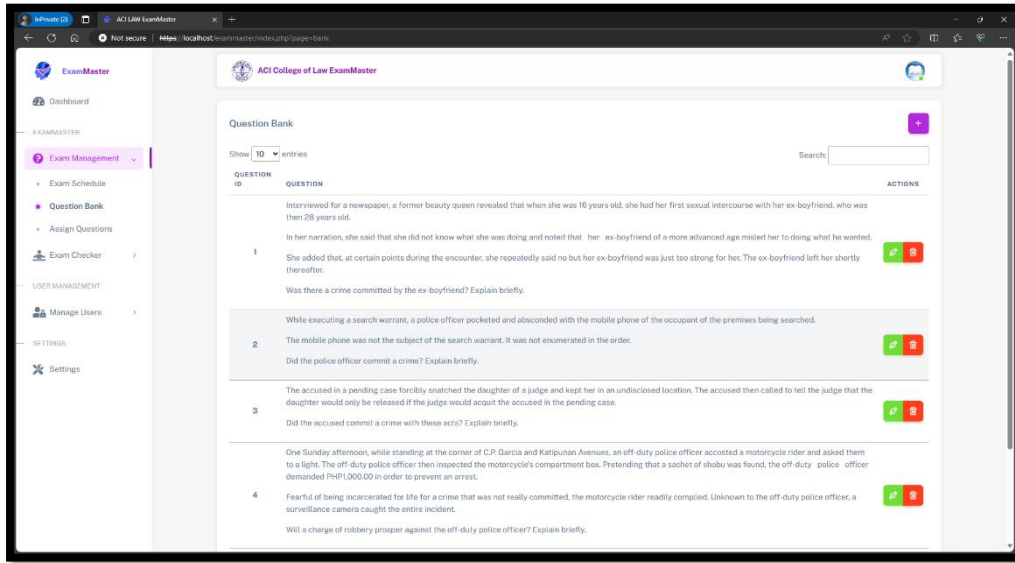 InPrivate (2)
ACI LAW ExamMaster
Not secure
https://localhost/exammaster/index.php?page=bank
ExamMaster
ACI College of Law ExamMaster
Dashboard
EXAMMASTER
Exam Management
Exam Schedule
Question Bank
Assign Questions
Exam Checker
USER MANAGEMENT
Manage Users
SETTINGS
Settings
Question Bank
+
Show 10 entries
Search:
QUESTION
ID
QUESTION
ACTIONS
1
Interviewed for a newspaper, a former beauty queen revealed that when she was 16 years old, she had her first sexual intercourse with her ex-boyfriend, who was
then 28 years old.
In her narration, she said that she did not know what she was doing and noted that her ex-boyfriend of a more advanced age misled her to doing what he wanted.
She added that, at certain points during the encounter, she repeatedly said no but her ex-boyfriend was just too strong for her. The ex-boyfriend left her shortly
thereafter.
Was there a crime committed by the ex-boyfriend? Explain briefly.
2
While executing a search warrant, a police officer pocketed and absconded with the mobile phone of the occupant of the premises being searched.
The mobile phone was not the subject of the search warrant. It was not enumerated in the order.
Did the police officer commit a crime? Explain briefly.
3
The accused in a pending case forcibly snatched the daughter of a judge and kept her in an undisclosed location. The accused then called to tell the judge that the
daughter would only be released if the judge would acquit the accused in the pending case.
Did the accused commit a crime with these acts? Explain briefly.
4
One Sunday afternoon, while standing at the corner of C.P. Garcia and Katipunan Avenues, an off-duty police officer accosted a motorcycle rider and asked them
to a light. The off-duty police officer then inspected the motorcycle's compartment box. Pretending that a sachet of shabu was found, the off-duty police officer
demanded PHP1,000.00 in order to prevent an arrest.
Fearful of being incarcerated for life for a crime that was not really committed, the motorcycle rider readily complied. Unknown to the off-duty police officer, a
surveillance camera caught the entire incident.
Will a charge of robbery prosper against the off-duty police officer? Explain briefly.